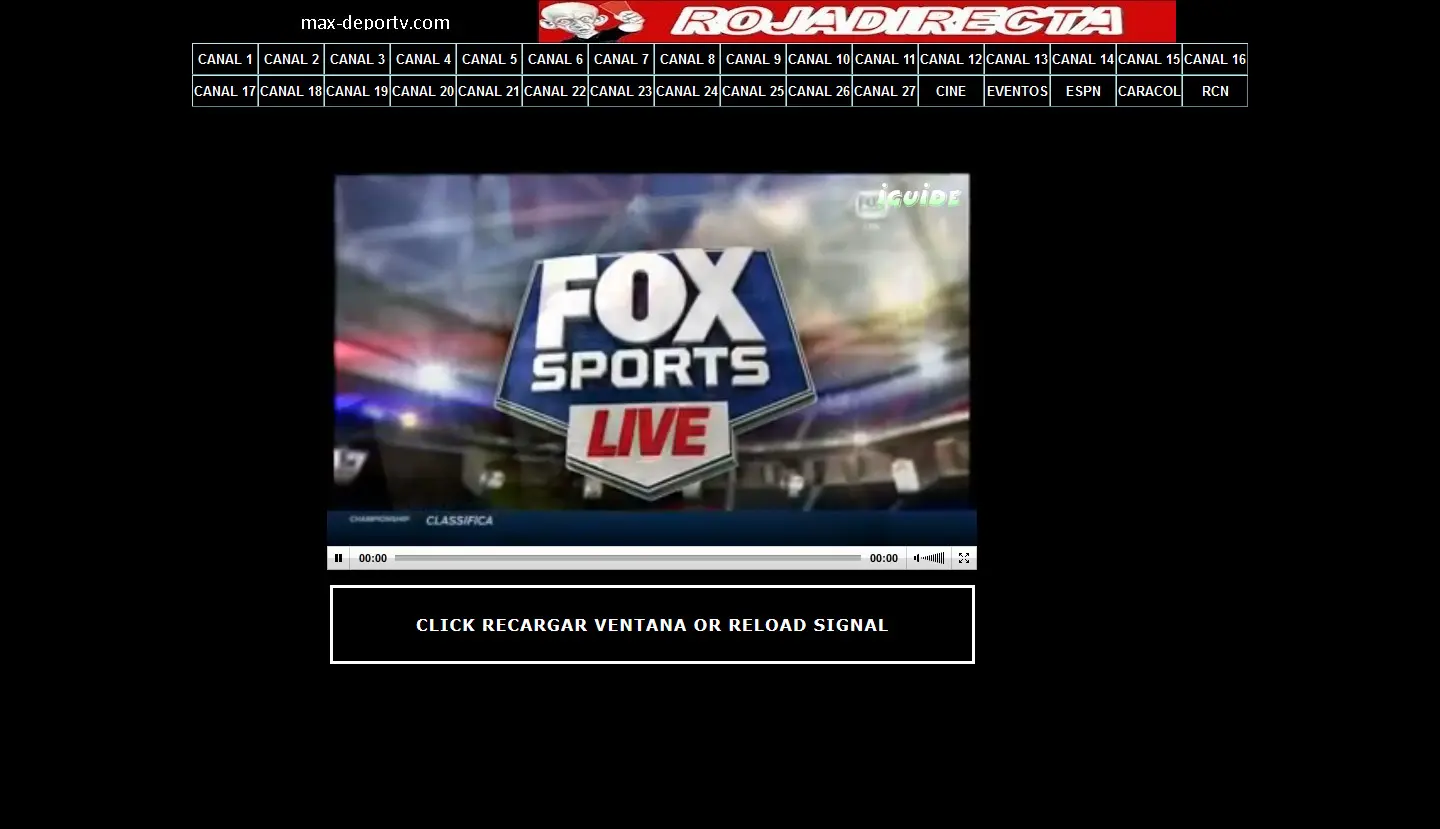 max-deportv.com
ROJADIRECTA
CANAL 1 CANAL 2 CANAL 3 CANAL 4 CANAL 5 CANAL 6 CANAL 7 CANAL 8 CANAL 9 CANAL 10 CANAL 11 CANAL 12 CANAL 13 CANAL 14 CANAL 15 CANAL 16
CANAL 17 CANAL 18 CANAL 19 CANAL 20 CANAL 21 CANAL 22 CANAL 23 CANAL 24 CANAL 25 CANAL 26 CANAL 27 CINE EVENTOS ESPN CARACOL RCN
iGUiDE
FOX
SPORTS
LIVE
CHAMPIONSHIP CLASSIFICA
00:00 00:00
CLICK RECARGAR VENTANA OR RELOAD SIGNAL